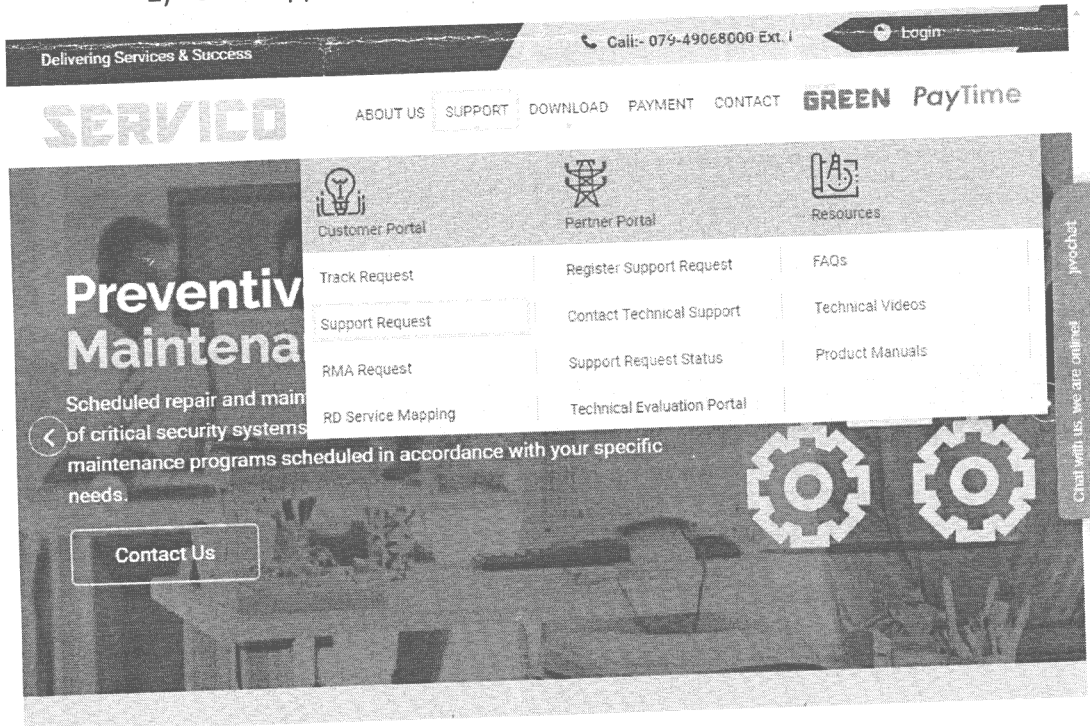 Delivering Services & Success
Call:- 079-49068000 Ext. 1
Login
SERVICO
ABOUT US SUPPORT DOWNLOAD PAYMENT CONTACT GREEN PayTime
Customer Portal
Partner Portal
Resources
Track Request
Register Support Request
FAQs
Support Request
Contact Technical Support
Technical Videos
RMA Request
Support Request Status
Product Manuals
RD Service Mapping
Technical Evaluation Portal
Preventiv
Maintena
Scheduled repair and main
of critical security systems
maintenance programs scheduled in accordance with your specific
needs.
Contact Us
Chat with us, we are online! jivochat